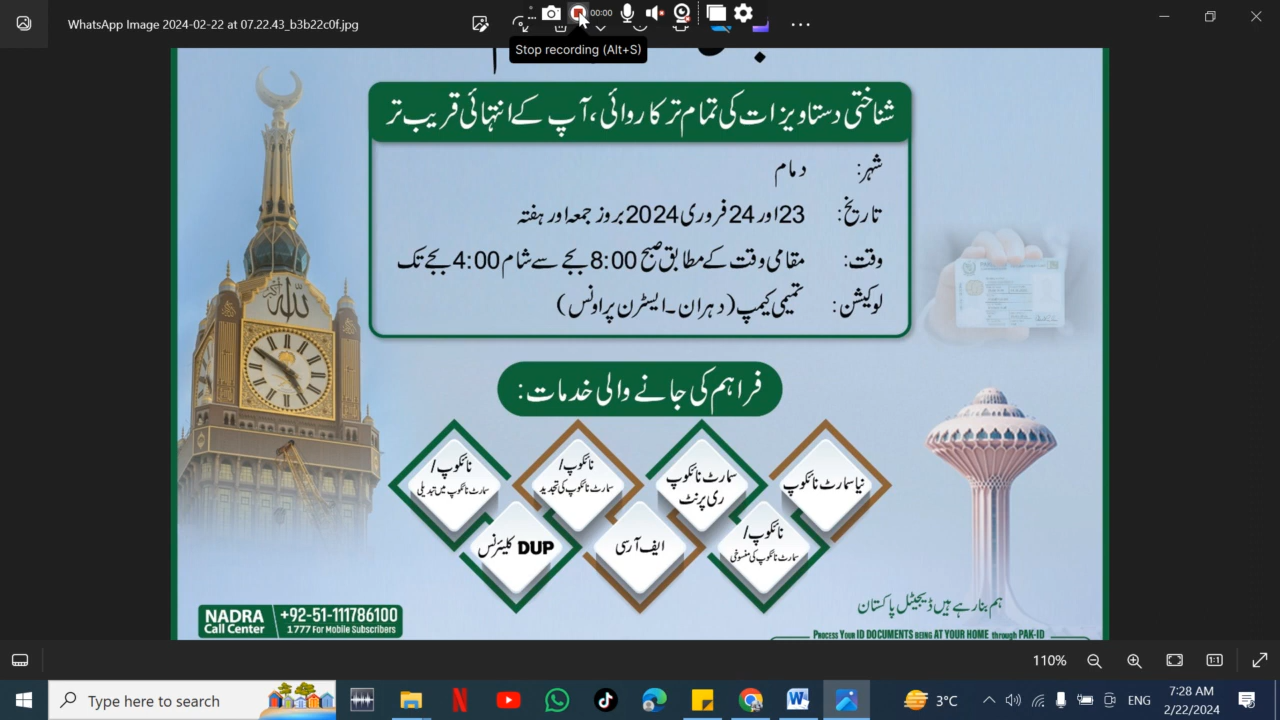 WhatsApp Image 2024-02-22 at 07.22.43_b3b22c0f.jpg
00:00
Stop recording (Alt+S)
شناختی دستاویزات کی تمام تر کاروائی، آپ کے انتہائی قریب تر
شہر: دمام
تاریخ: 23 اور 24 فروری 2024 بروز جمعہ اور ہفتہ
وقت: مقامی وقت کے مطابق صبح 8:00 بجے سے شام 4:00 بجے تک
لوکیشن: تمیمی کیمپ (دہران ۔ ایسٹرن پراونس)
فراہم کی جانے والی خدمات:
نیا سمارٹ نائکوپ
سمارٹ نائکوپ
ری پرنٹ
نائکوپ/
سمارٹ نائکوپ کی تجدید
نائکوپ/
سمارٹ نائکوپ میں تبدیلی
نائکوپ/
سمارٹ نائکوپ کی منسوخی
ایف آر سی
DUP کلیئرنس
اللہ اکبر
ہم بنا رہے ہیں ڈیجیٹل پاکستان
NADRA
Call Center
+92-51-111786100
1777 For Mobile Subscribers
PROCESS YOUR ID DOCUMENTS BEING AT YOUR HOME through PAK-ID
110%
Type here to search
3°C
ENG
7:28 AM
2/22/2024